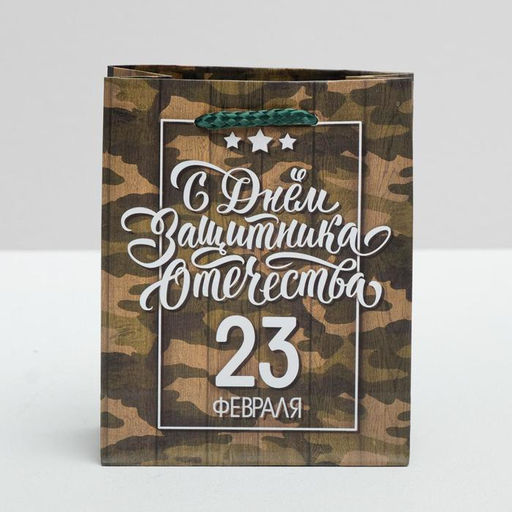 С Днём
Защитника
Отечества
23
ФЕВРАЛЯ